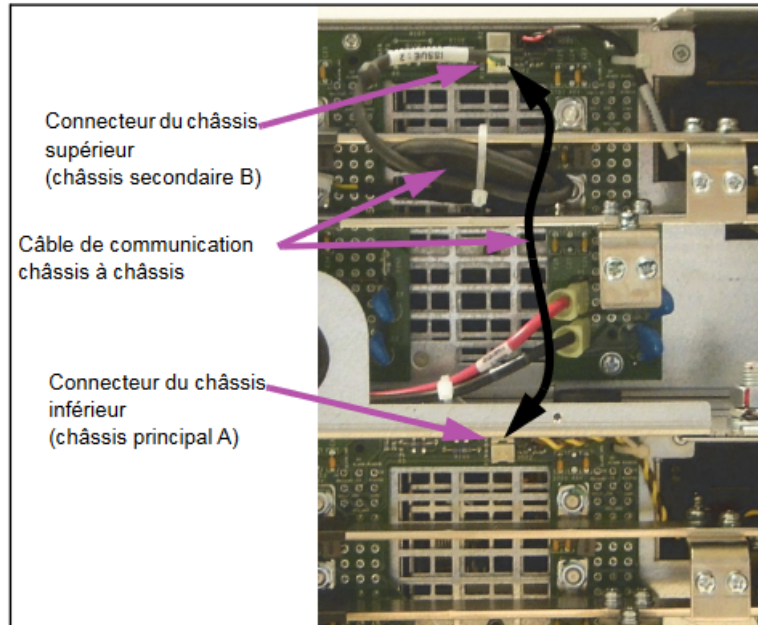 Connecteur du châssis
supérieur
(châssis secondaire B)
Câble de communication
châssis à châssis
Connecteur du châssis
inférieur
(châssis principal A)